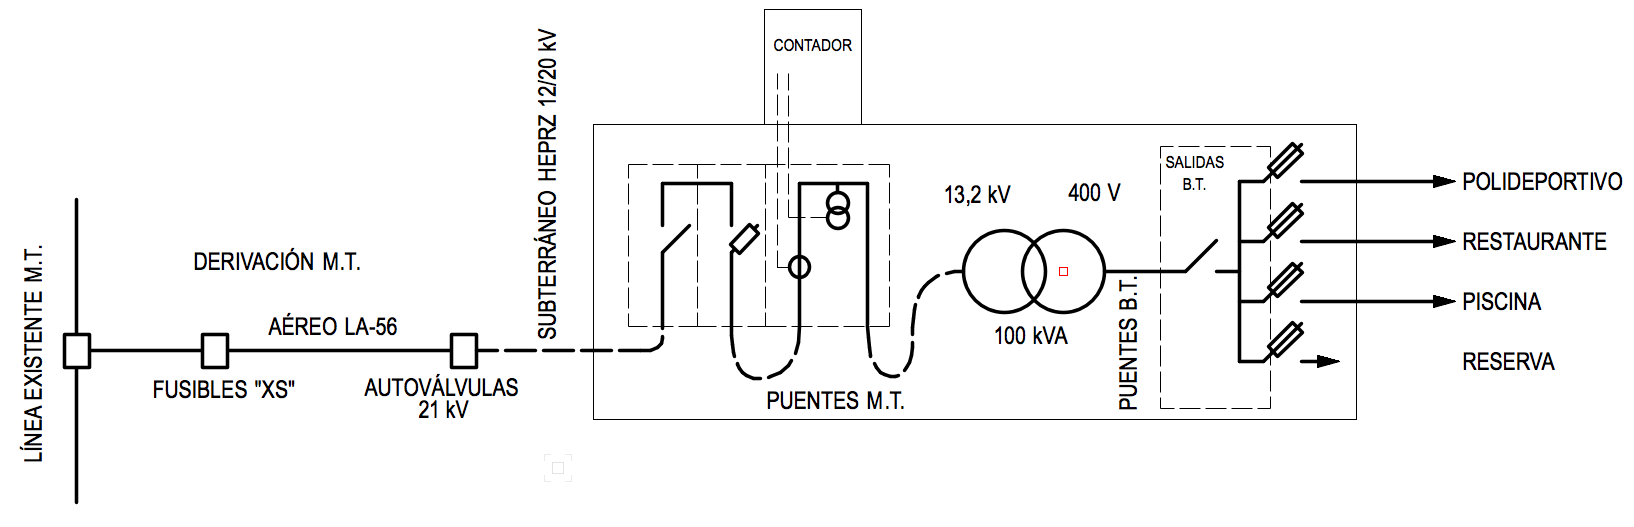 LÍNEA EXISTENTE M.T.
DERIVACIÓN M.T.
AÉREO LA-56
FUSIBLES "XS"
AUTOVÁLVULAS
21 kV
SUBTERRÁNEO HEPRZ 12/20 kV
CONTADOR
PUENTES M.T.
13,2 kV
400 V
100 kVA
PUENTES B.T.
SALIDAS
B.T.
POLIDEPORTIVO
RESTAURANTE
PISCINA
RESERVA